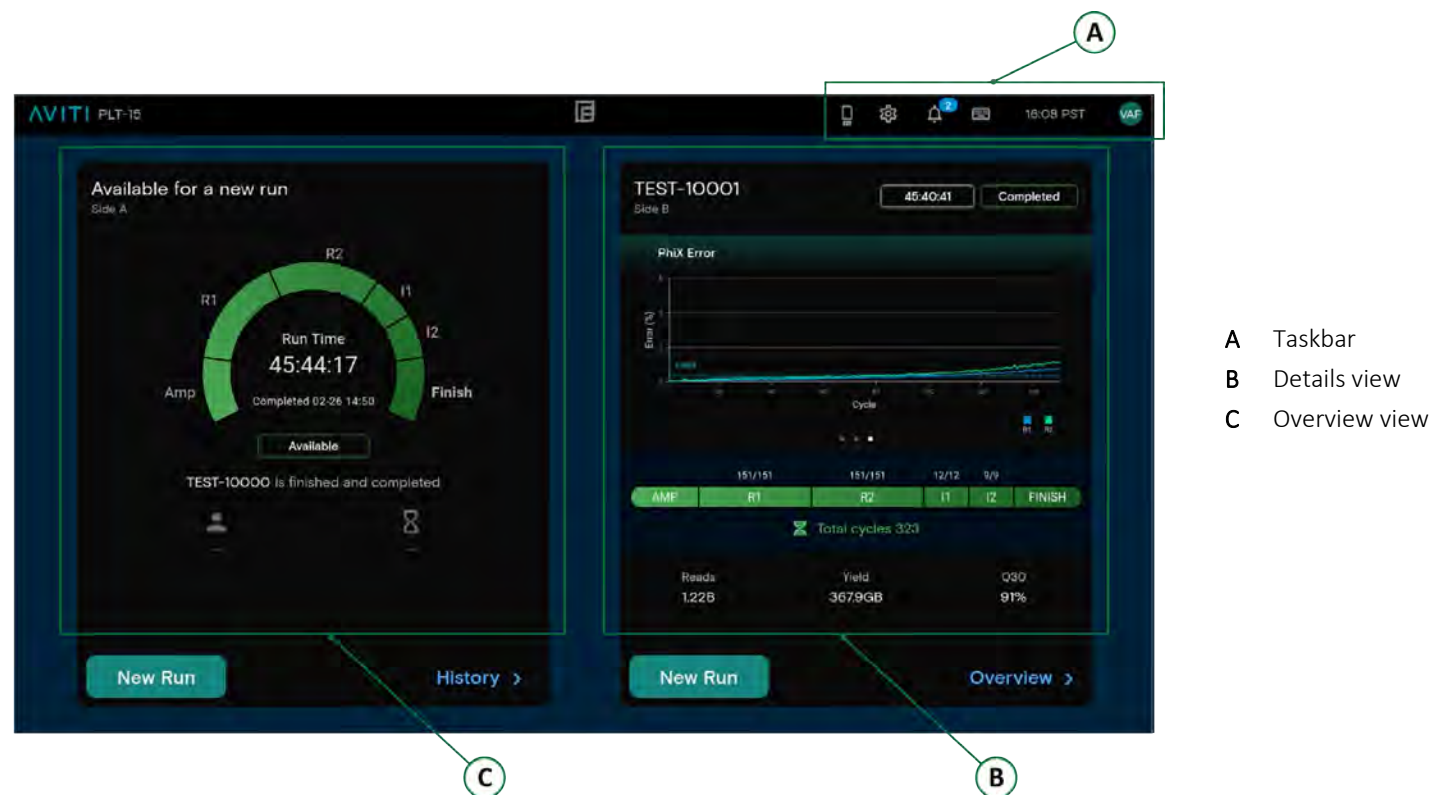 A
AVITI PLT-15
2
16:08 PST
VAF
Available for a new run
Side A
R2
R1
I1
I2
Run Time
45:44:17
Amp
Completed 02-26 14:50
Finish
Available
TEST-10000 is finished and completed
New Run
History >
TEST-10001
Side B
45:40:41
Completed
PhiX Error
Error (%)
Cycle
R1 R2
151/151 151/151 12/12 9/9
AMP R1 R2 I1 I2 FINISH
Total cycles 323
Reads Yield Q30
1.22B 367.9GB 91%
New Run
Overview >
A Taskbar
B Details view
C Overview view
C
B